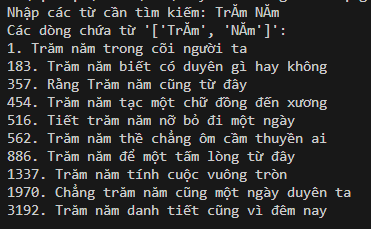 Nhập các từ cần tìm kiếm: TrĂm NĂm
Các dòng chứa từ '['TrĂm', 'NĂm']':
1. Trăm năm trong cõi người ta
183. Trăm năm biết có duyên gì hay không
357. Rằng Trăm năm cũng từ đây
454. Trăm năm tạc một chữ đồng đến xương
516. Tiết trăm năm nỡ bỏ đi một ngày
562. Trăm năm thề chẳng ôm cầm thuyền ai
886. Trăm năm để một tấm lòng từ đây
1337. Trăm năm tính cuộc vuông tròn
1970. Chẳng trăm năm cũng một ngày duyên ta
3192. Trăm năm danh tiết cũng vì đêm nay